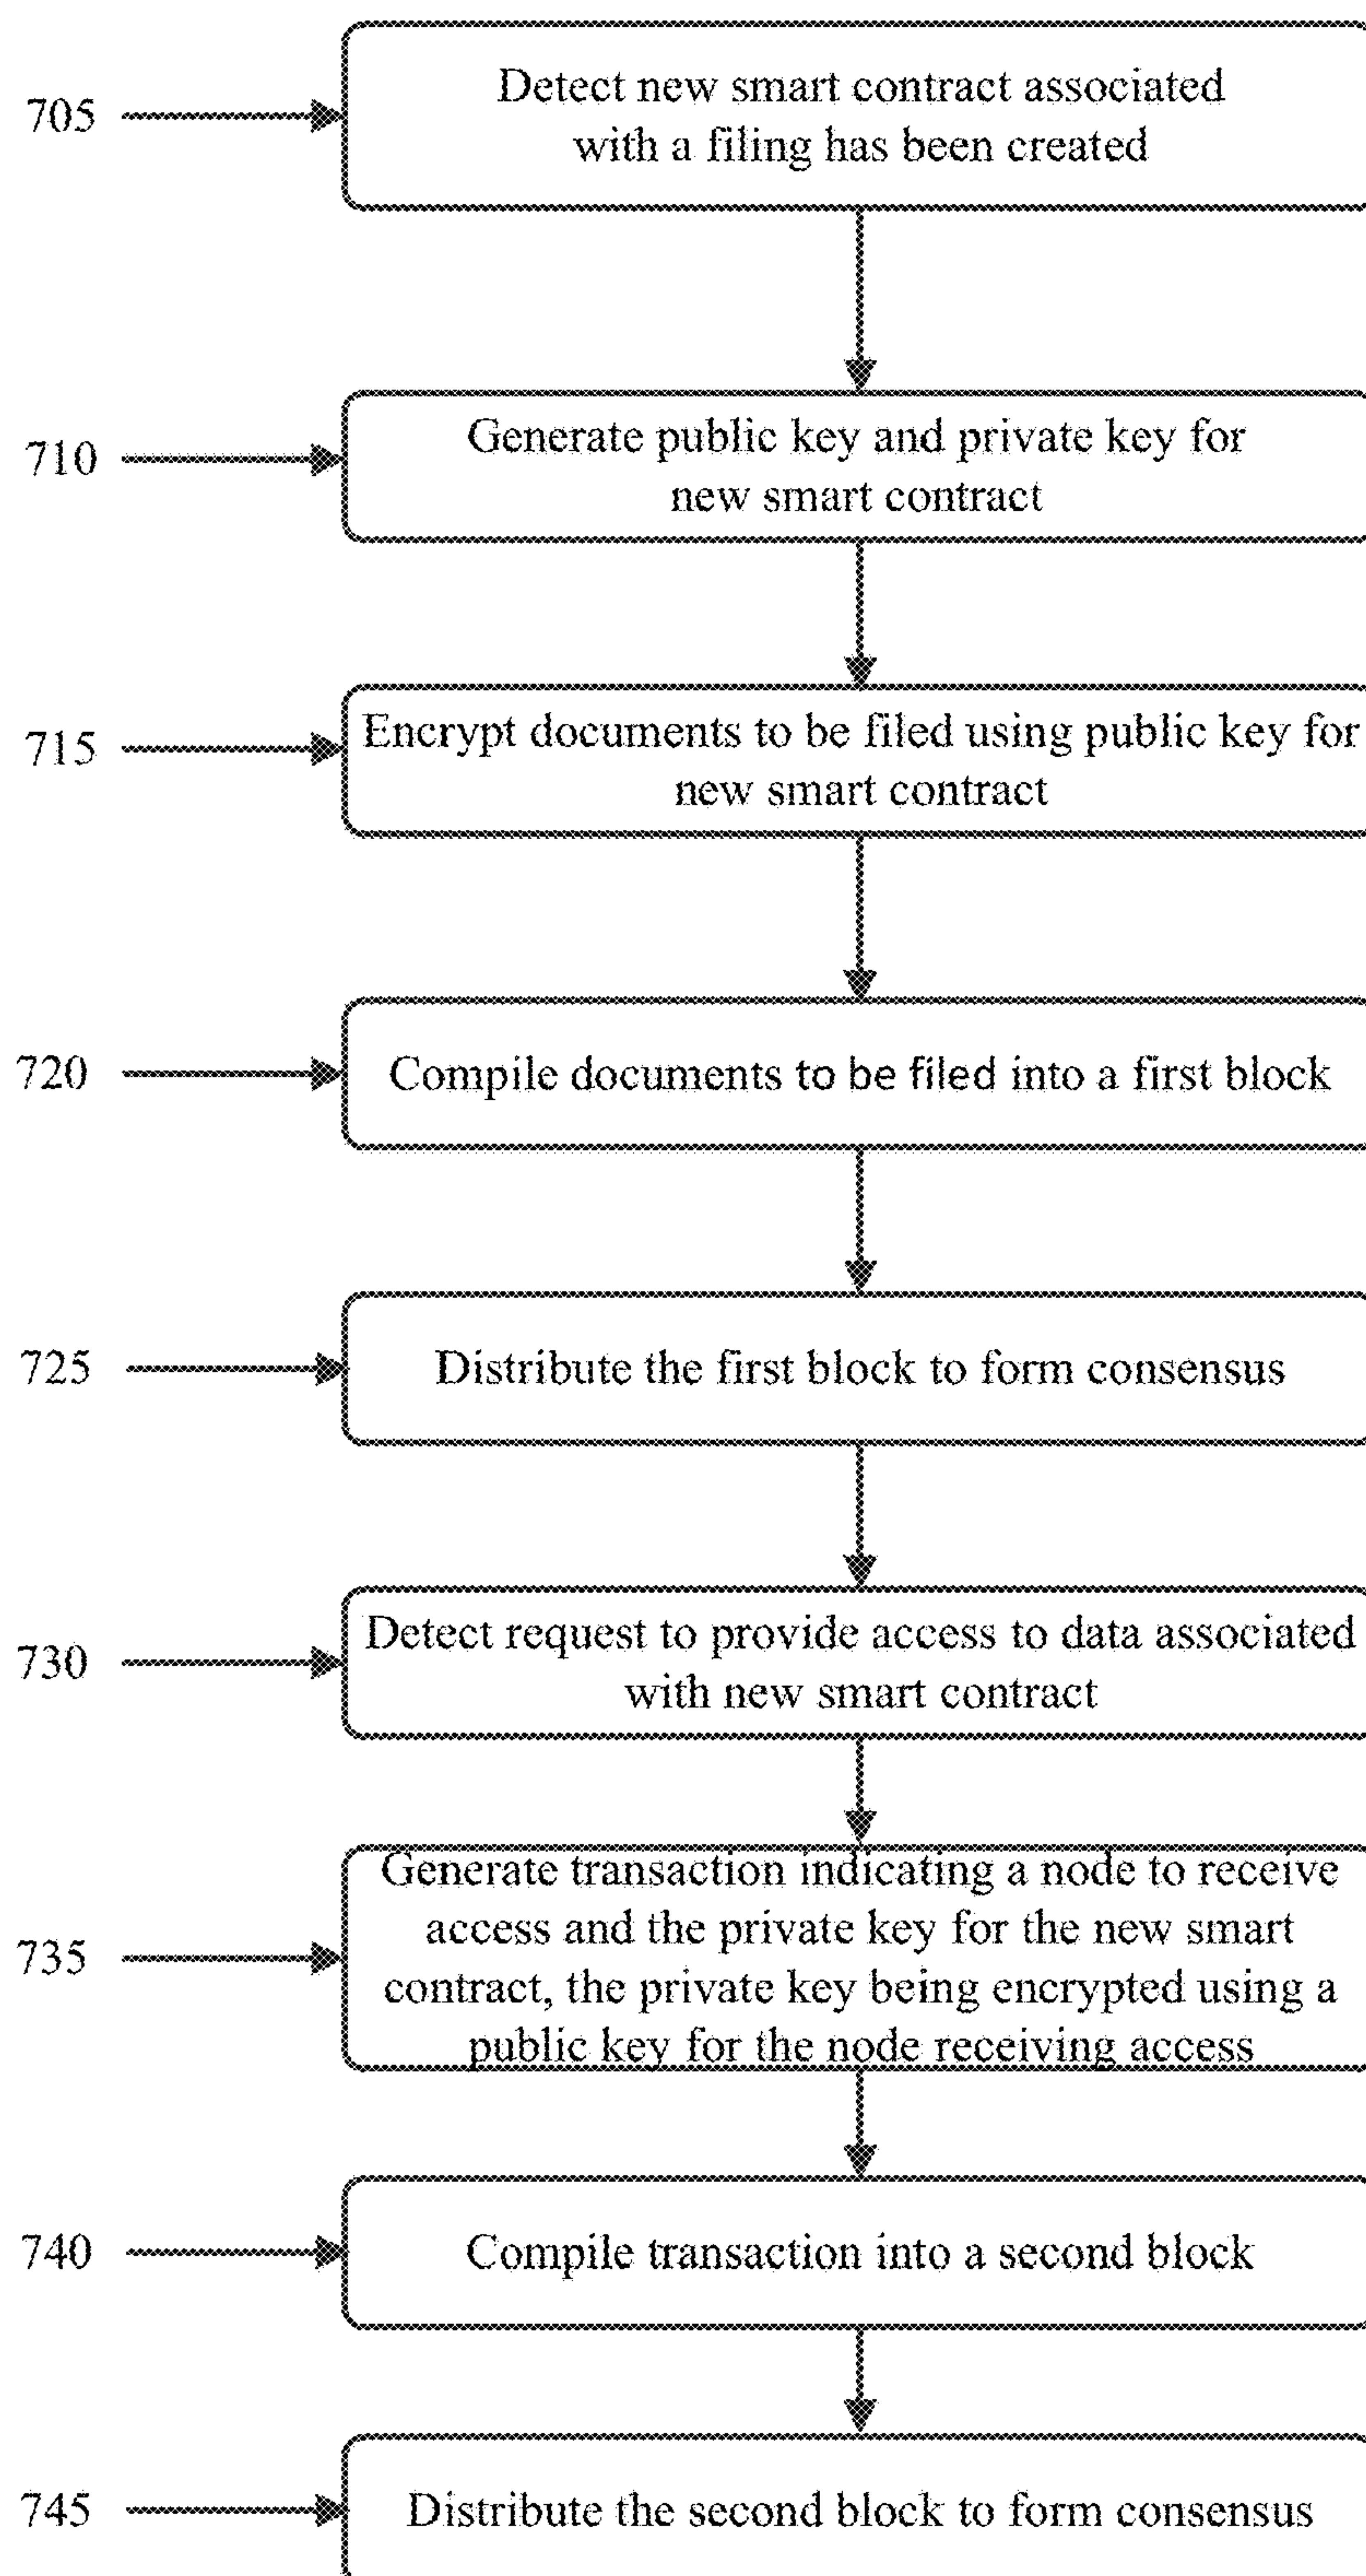 705
Detect new smart contract associated
with a filing has been created
710
Generate public key and private key for
new smart contract
715
Encrypt documents to be filed using public key for
new smart contract
720
Compile documents to be filed into a first block
725
Distribute the first block to form consensus
730
Detect request to provide access to data associated
with new smart contract
735
Generate transaction indicating a node to receive
access and the private key for the new smart
contract, the private key being encrypted using a
public key for the node receiving access
740
Compile transaction into a second block
745
Distribute the second block to form consensus